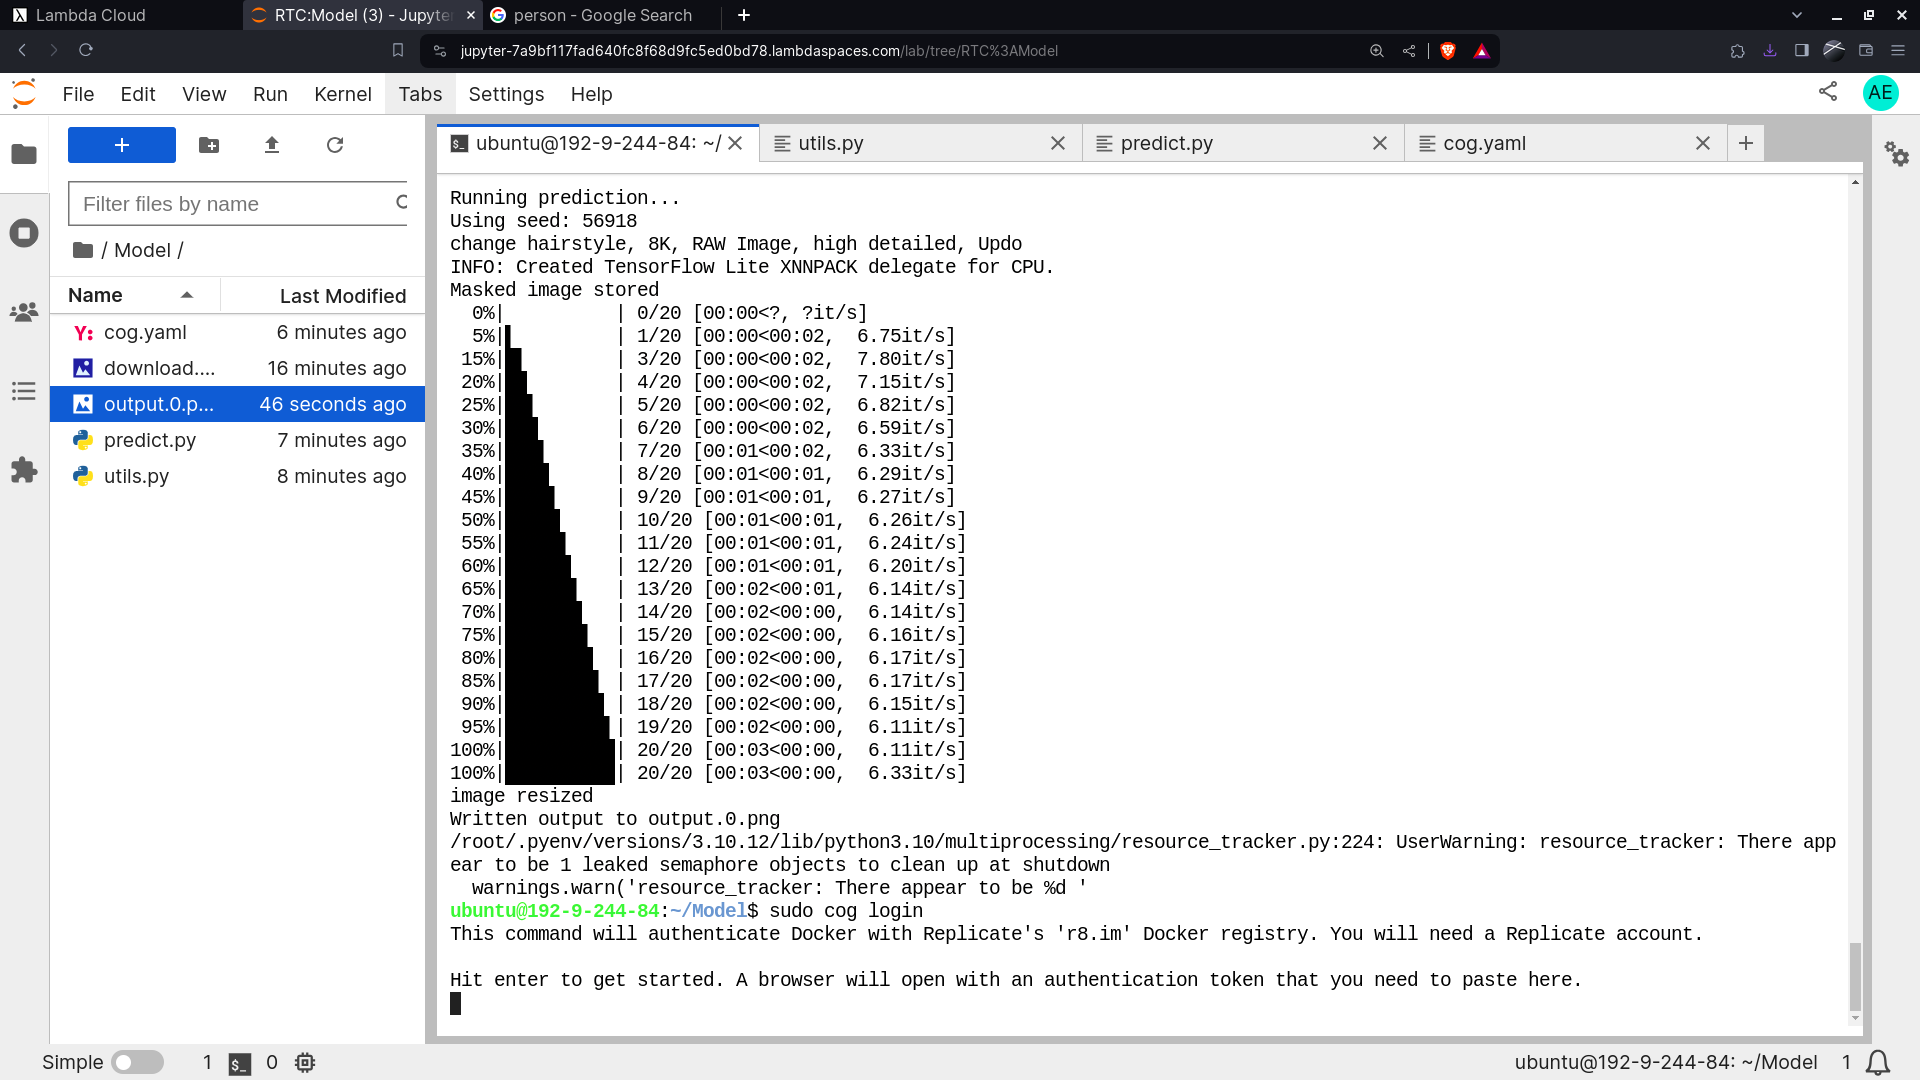 Lambda Cloud
RTC:Model (3) - Jupyte
person - Google Search
jupyter-7a9bf117fad640fc8f68d9fc5ed0bd78.lambdaspaces.com/lab/tree/RTC%3AModel
File Edit View Run Kernel Tabs Settings Help
AE
Filter files by name
/ Model /
Name Last Modified
cog.yaml 6 minutes ago
download.... 16 minutes ago
output.0.p... 46 seconds ago
predict.py 7 minutes ago
utils.py 8 minutes ago
ubuntu@192-9-244-84: ~/
utils.py
predict.py
cog.yaml
Running prediction...
Using seed: 56918
change hairstyle, 8K, RAW Image, high detailed, Updo
INFO: Created TensorFlow Lite XNNPACK delegate for CPU.
Masked image stored
0%| | 0/20 [00:00<?, ?it/s]
5%| | 1/20 [00:00<00:02, 6.75it/s]
15%| | 3/20 [00:00<00:02, 7.80it/s]
20%| | 4/20 [00:00<00:02, 7.15it/s]
25%| | 5/20 [00:00<00:02, 6.82it/s]
30%| | 6/20 [00:00<00:02, 6.59it/s]
35%| | 7/20 [00:01<00:02, 6.33it/s]
40%| | 8/20 [00:01<00:01, 6.29it/s]
45%| | 9/20 [00:01<00:01, 6.27it/s]
50%| | 10/20 [00:01<00:01, 6.26it/s]
55%| | 11/20 [00:01<00:01, 6.24it/s]
60%| | 12/20 [00:01<00:01, 6.20it/s]
65%| | 13/20 [00:02<00:01, 6.14it/s]
70%| | 14/20 [00:02<00:00, 6.14it/s]
75%| | 15/20 [00:02<00:00, 6.16it/s]
80%| | 16/20 [00:02<00:00, 6.17it/s]
85%| | 17/20 [00:02<00:00, 6.17it/s]
90%| | 18/20 [00:02<00:00, 6.15it/s]
95%| | 19/20 [00:02<00:00, 6.11it/s]
100%| | 20/20 [00:03<00:00, 6.11it/s]
100%| | 20/20 [00:03<00:00, 6.33it/s]
image resized
Written output to output.0.png
/root/.pyenv/versions/3.10.12/lib/python3.10/multiprocessing/resource_tracker.py:224: UserWarning: resource_tracker: There app
ear to be 1 leaked semaphore objects to clean up at shutdown
warnings.warn('resource_tracker: There appear to be %d '
ubuntu@192-9-244-84:~/Model$ sudo cog login
This command will authenticate Docker with Replicate's 'r8.im' Docker registry. You will need a Replicate account.
Hit enter to get started. A browser will open with an authentication token that you need to paste here.
Simple 1 0
ubuntu@192-9-244-84: ~/Model 1